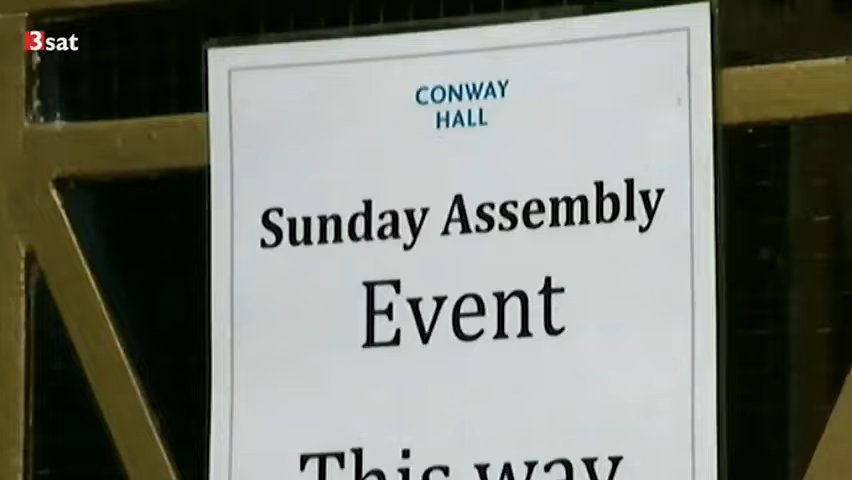 3sat
CONWAY
HALL
Sunday Assembly
Event
This way